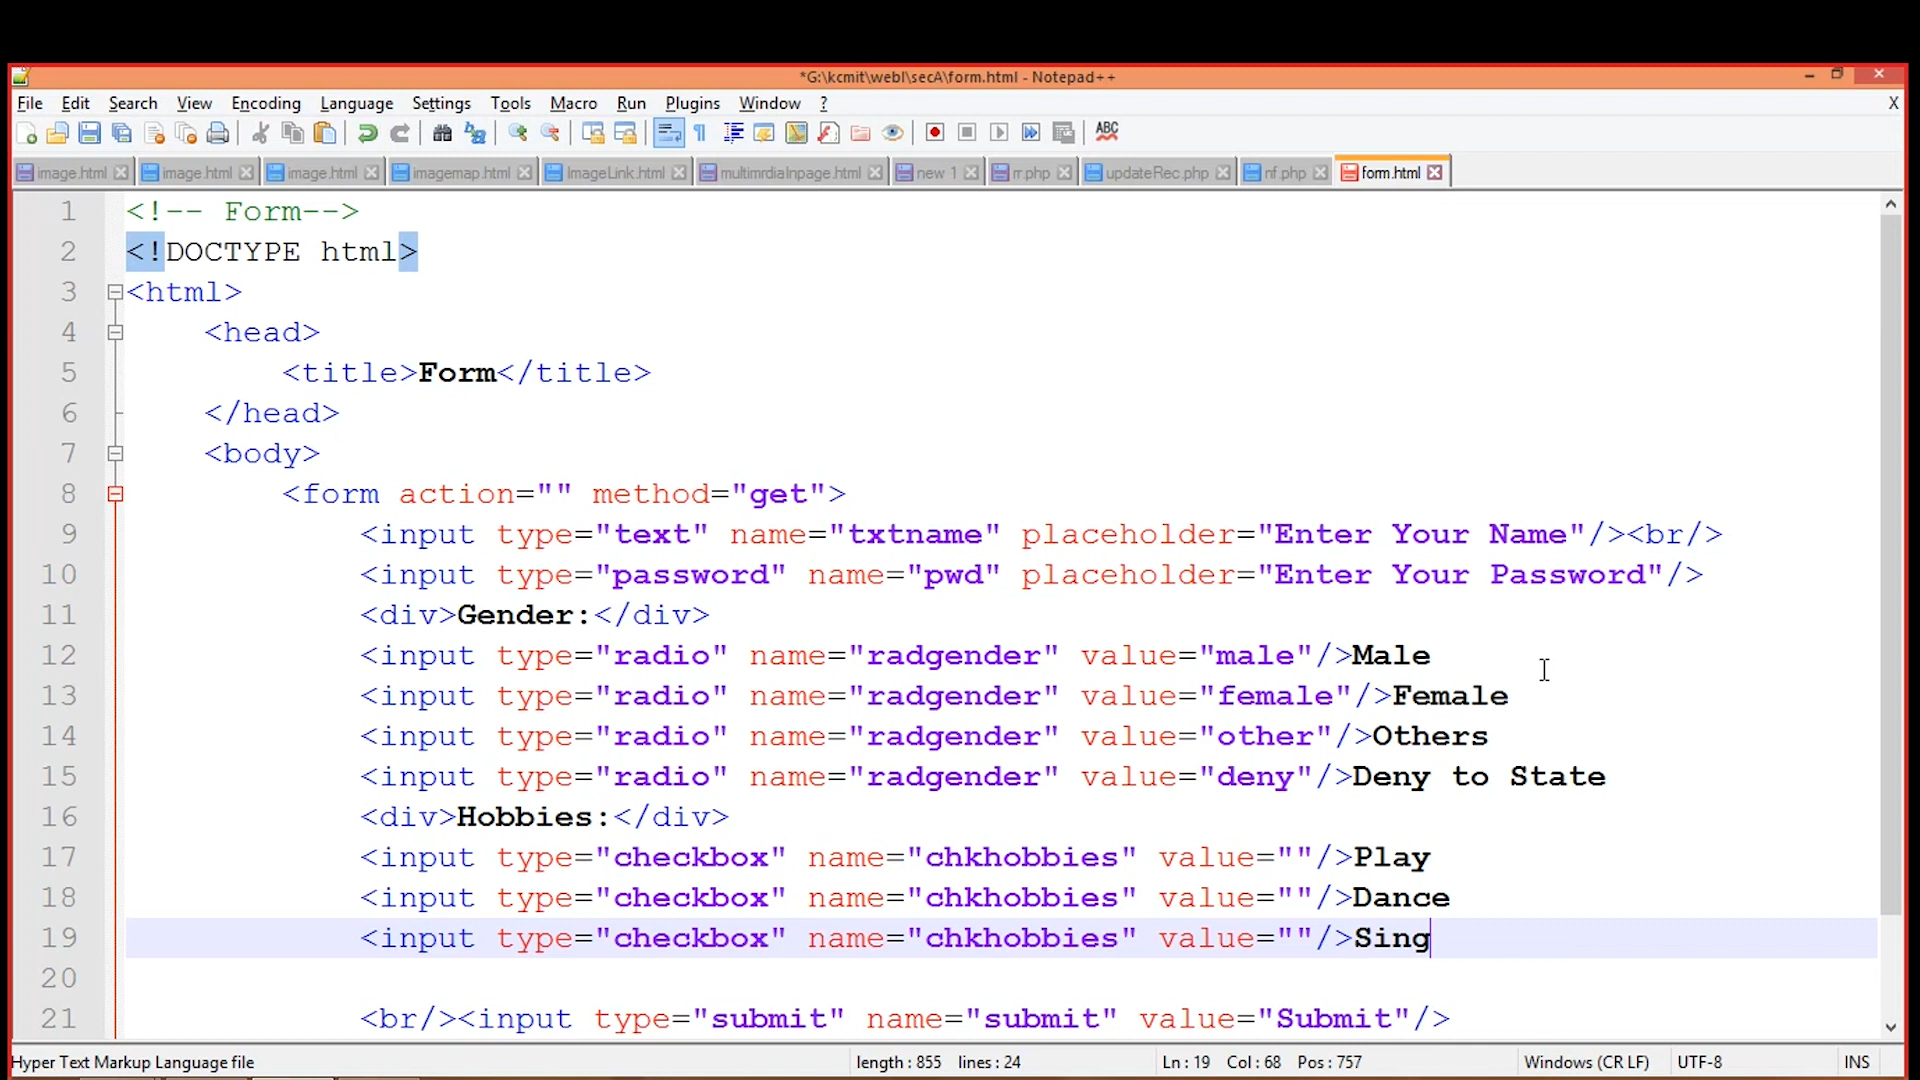 *G:\kcmit\webI\secA\form.html - Notepad++
File Edit Search View Encoding Language Settings Tools Macro Run Plugins Window ? X
ABC
image.html image.html image.html imagemap.html ImageLink.html multimrdiaInpage.html new 1 rr.php updateRec.php nf.php form.html
1 <!-- Form-->
2 <!DOCTYPE html>
3 <html>
4 <head>
5 <title>Form</title>
6 </head>
7 <body>
8 <form action="" method="get">
9 <input type="text" name="txtname" placeholder="Enter Your Name"/><br/>
10 <input type="password" name="pwd" placeholder="Enter Your Password"/>
11 <div>Gender:</div>
12 <input type="radio" name="radgender" value="male"/>Male
13 <input type="radio" name="radgender" value="female"/>Female
14 <input type="radio" name="radgender" value="other"/>Others
15 <input type="radio" name="radgender" value="deny"/>Deny to State
16 <div>Hobbies:</div>
17 <input type="checkbox" name="chkhobbies" value=""/>Play
18 <input type="checkbox" name="chkhobbies" value=""/>Dance
19 <input type="checkbox" name="chkhobbies" value=""/>Sing
20
21 <br/><input type="submit" name="submit" value="Submit"/>
Hyper Text Markup Language file length : 855 lines : 24 Ln : 19 Col : 68 Pos : 757 Windows (CR LF) UTF-8 INS